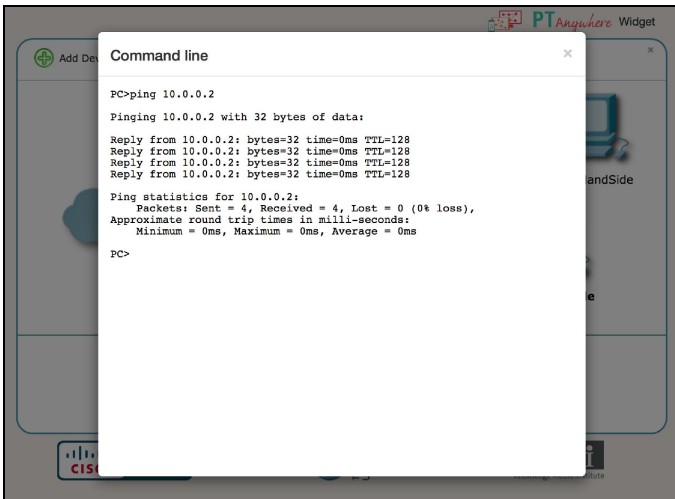 PTAnywhere Widget
Add Dev
Command line
×
×
PC>ping 10.0.0.2
Pinging 10.0.0.2 with 32 bytes of data:
Reply from 10.0.0.2: bytes=32 time=0ms TTL=128
Reply from 10.0.0.2: bytes=32 time=0ms TTL=128
Reply from 10.0.0.2: bytes=32 time=0ms TTL=128
Reply from 10.0.0.2: bytes=32 time=0ms TTL=128
Ping statistics for 10.0.0.2:
Packets: Sent = 4, Received = 4, Lost = 0 (0% loss),
Approximate round trip times in milli-seconds:
Minimum = 0ms, Maximum = 0ms, Average = 0ms
PC>
andSide
e
CISC